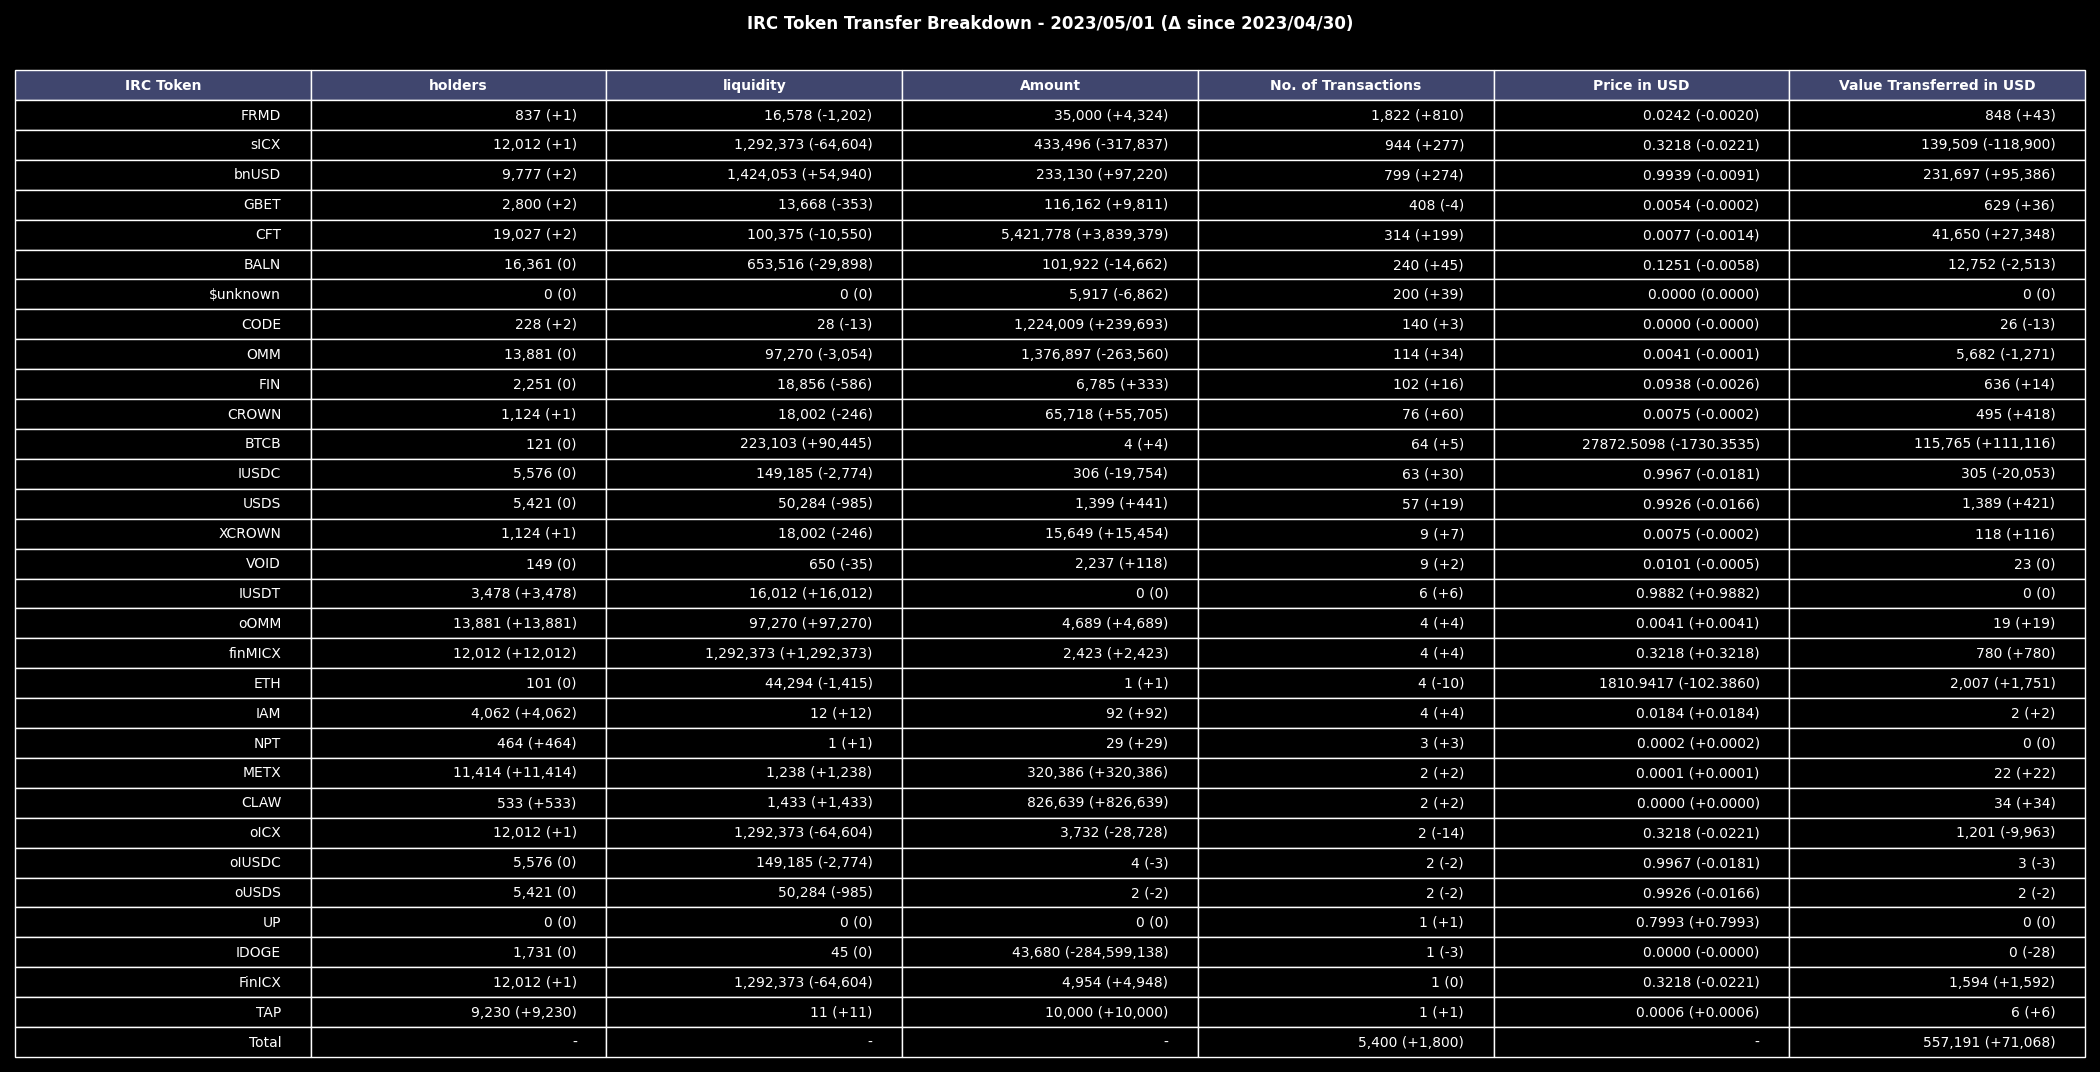 IRC Token Transfer Breakdown - 2023/05/01 (Δ since 2023/04/30)
IRC Token holders liquidity Amount No. of Transactions Price in USD Value Transferred in USD
FRMD 837 (+1) 16,578 (-1,202) 35,000 (+4,324) 1,822 (+810) 0.0242 (-0.0020) 848 (+43)
sICX 12,012 (+1) 1,292,373 (-64,604) 433,496 (-317,837) 944 (+277) 0.3218 (-0.0221) 139,509 (-118,900)
bnUSD 9,777 (+2) 1,424,053 (+54,940) 233,130 (+97,220) 799 (+274) 0.9939 (-0.0091) 231,697 (+95,386)
GBET 2,800 (+2) 13,668 (-353) 116,162 (+9,811) 408 (-4) 0.0054 (-0.0002) 629 (+36)
CFT 19,027 (+2) 100,375 (-10,550) 5,421,778 (+3,839,379) 314 (+199) 0.0077 (-0.0014) 41,650 (+27,348)
BALN 16,361 (0) 653,516 (-29,898) 101,922 (-14,662) 240 (+45) 0.1251 (-0.0058) 12,752 (-2,513)
$unknown 0 (0) 0 (0) 5,917 (-6,862) 200 (+39) 0.0000 (0.0000) 0 (0)
CODE 228 (+2) 28 (-13) 1,224,009 (+239,693) 140 (+3) 0.0000 (-0.0000) 26 (-13)
OMM 13,881 (0) 97,270 (-3,054) 1,376,897 (-263,560) 114 (+34) 0.0041 (-0.0001) 5,682 (-1,271)
FIN 2,251 (0) 18,856 (-586) 6,785 (+333) 102 (+16) 0.0938 (-0.0026) 636 (+14)
CROWN 1,124 (+1) 18,002 (-246) 65,718 (+55,705) 76 (+60) 0.0075 (-0.0002) 495 (+418)
BTCB 121 (0) 223,103 (+90,445) 4 (+4) 64 (+5) 27872.5098 (-1730.3535) 115,765 (+111,116)
IUSDC 5,576 (0) 149,185 (-2,774) 306 (-19,754) 63 (+30) 0.9967 (-0.0181) 305 (-20,053)
USDS 5,421 (0) 50,284 (-985) 1,399 (+441) 57 (+19) 0.9926 (-0.0166) 1,389 (+421)
XCROWN 1,124 (+1) 18,002 (-246) 15,649 (+15,454) 9 (+7) 0.0075 (-0.0002) 118 (+116)
VOID 149 (0) 650 (-35) 2,237 (+118) 9 (+2) 0.0101 (-0.0005) 23 (0)
IUSDT 3,478 (+3,478) 16,012 (+16,012) 0 (0) 6 (+6) 0.9882 (+0.9882) 0 (0)
oOMM 13,881 (+13,881) 97,270 (+97,270) 4,689 (+4,689) 4 (+4) 0.0041 (+0.0041) 19 (+19)
finMICX 12,012 (+12,012) 1,292,373 (+1,292,373) 2,423 (+2,423) 4 (+4) 0.3218 (+0.3218) 780 (+780)
ETH 101 (0) 44,294 (-1,415) 1 (+1) 4 (-10) 1810.9417 (-102.3860) 2,007 (+1,751)
IAM 4,062 (+4,062) 12 (+12) 92 (+92) 4 (+4) 0.0184 (+0.0184) 2 (+2)
NPT 464 (+464) 1 (+1) 29 (+29) 3 (+3) 0.0002 (+0.0002) 0 (0)
METX 11,414 (+11,414) 1,238 (+1,238) 320,386 (+320,386) 2 (+2) 0.0001 (+0.0001) 22 (+22)
CLAW 533 (+533) 1,433 (+1,433) 826,639 (+826,639) 2 (+2) 0.0000 (+0.0000) 34 (+34)
oICX 12,012 (+1) 1,292,373 (-64,604) 3,732 (-28,728) 2 (-14) 0.3218 (-0.0221) 1,201 (-9,963)
oIUSDC 5,576 (0) 149,185 (-2,774) 4 (-3) 2 (-2) 0.9967 (-0.0181) 3 (-3)
oUSDS 5,421 (0) 50,284 (-985) 2 (-2) 2 (-2) 0.9926 (-0.0166) 2 (-2)
UP 0 (0) 0 (0) 0 (0) 1 (+1) 0.7993 (+0.7993) 0 (0)
IDOGE 1,731 (0) 45 (0) 43,680 (-284,599,138) 1 (-3) 0.0000 (-0.0000) 0 (-28)
FinICX 12,012 (+1) 1,292,373 (-64,604) 4,954 (+4,948) 1 (0) 0.3218 (-0.0221) 1,594 (+1,592)
TAP 9,230 (+9,230) 11 (+11) 10,000 (+10,000) 1 (+1) 0.0006 (+0.0006) 6 (+6)
Total - - - 5,400 (+1,800) - 557,191 (+71,068)